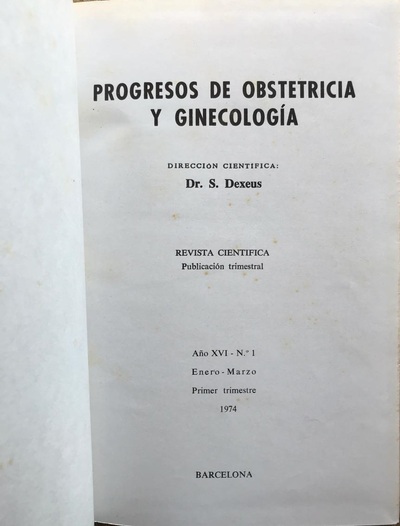 PROGRESOS DE OBSTETRICIA
Y GINECOLOGÍA
DIRECCIÓN CIENTIFICA:
Dr. S. Dexeus
REVISTA CIENTIFICA
Publicación trimestral
Año XVI - N.º 1
Enero - Marzo
Primer trimestre
1974
BARCELONA